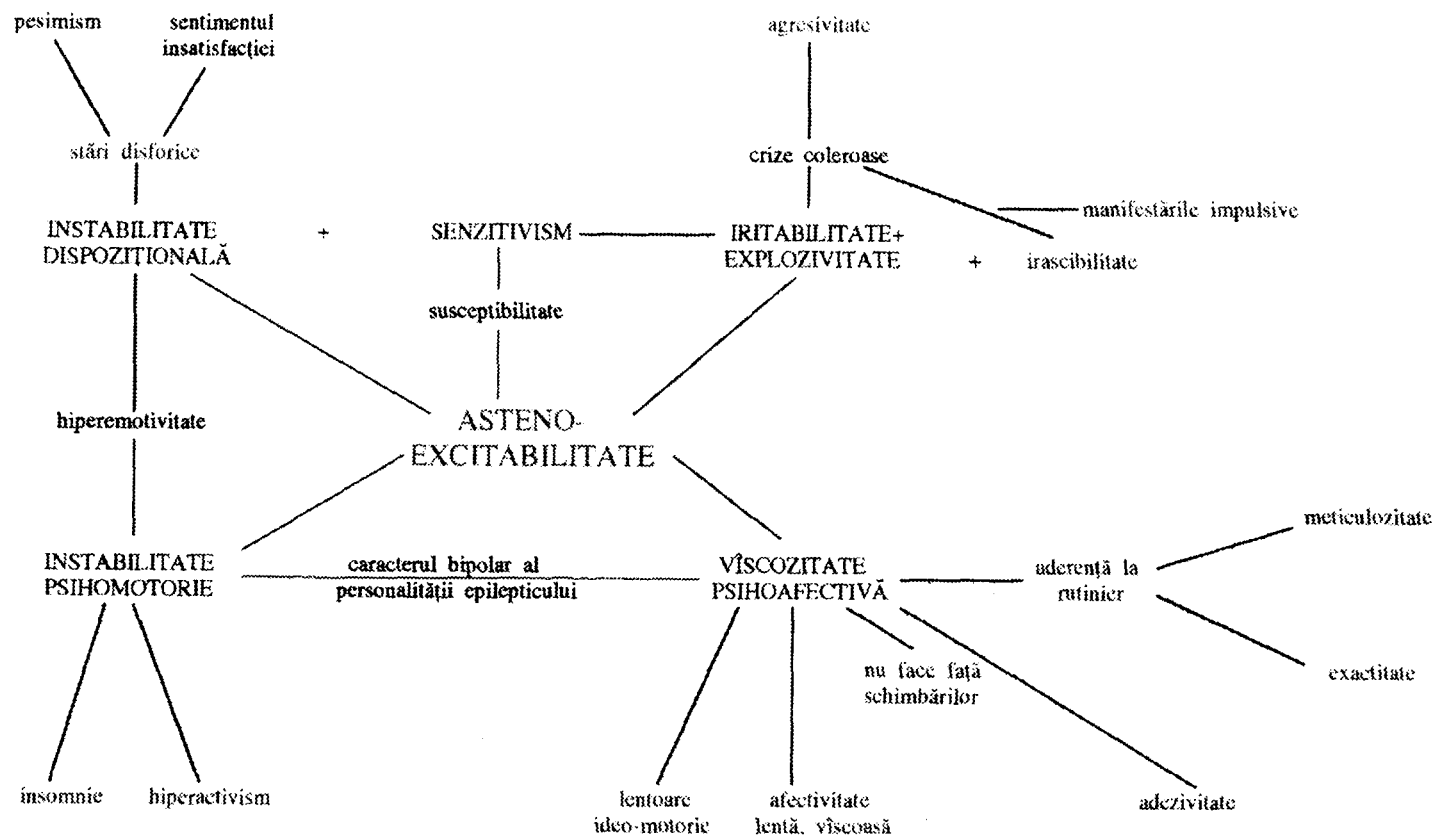 pesimism
sentimentul
insatisfacției
agresivitate
stări disforice
crize coleroase
manifestările impulsive
INSTABILITATE
DISPOZIȚIONALĂ
+
SENZITIVISM
IRITABILITATE+
EXPLOZIVITATE
+
irascibilitate
susceptibilitate
hiperemotivitate
ASTENO-
EXCITABILITATE
INSTABILITATE
PSIHOMOTORIE
caracterul bipolar al
personalității epilepticului
VÎSCOZITATE
PSIHOAFECTIVĂ
aderență la
rutinier
meticulozitate
exactitate
nu face față
schimbărilor
insomnie
hiperactivism
lentoare
ideo-motorie
afectivitate
lentă, vîscoasă
adezivitate